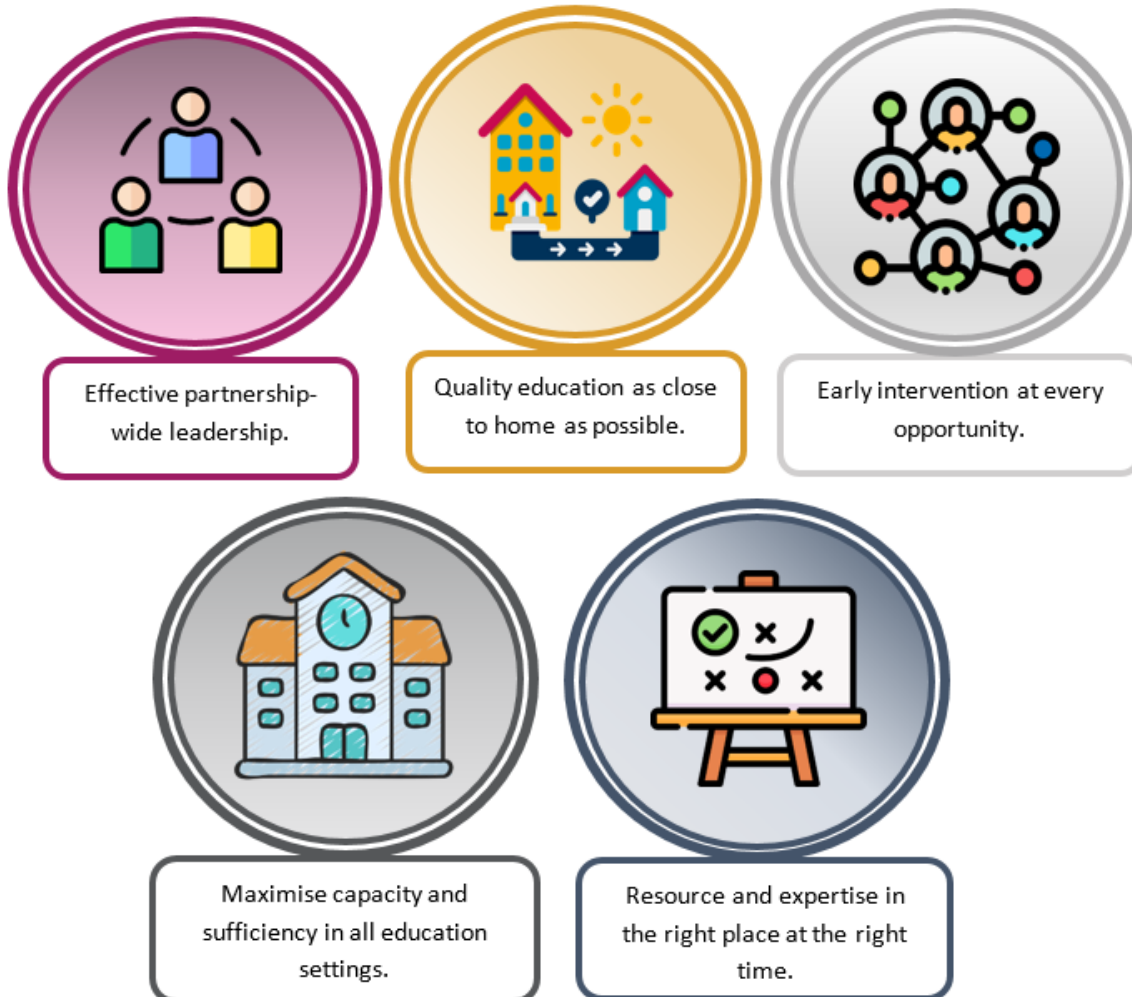 Effective partnership-
wide leadership.
Quality education as close
to home as possible.
Early intervention at every
opportunity.
Maximise capacity and
sufficiency in all education
settings.
Resource and expertise in
the right place at the right
time.